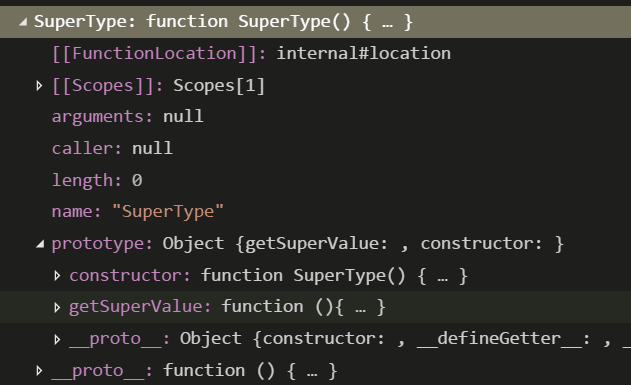 SuperType: function SuperType() { … }
[[FunctionLocation]]: internal#location
[[Scopes]]: Scopes[1]
arguments: null
caller: null
length: 0
name: "SuperType"
prototype: Object {getSuperValue: , constructor: }
constructor: function SuperType() { … }
getSuperValue: function (){ … }
__proto__: Object {constructor: , __defineGetter__: , _
__proto__: function () { … }